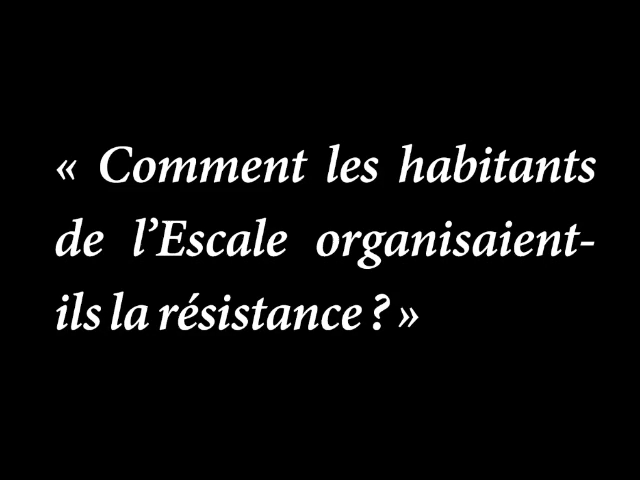 « Comment les habitants
de l’Escale organisaient-
ils la résistance ? »